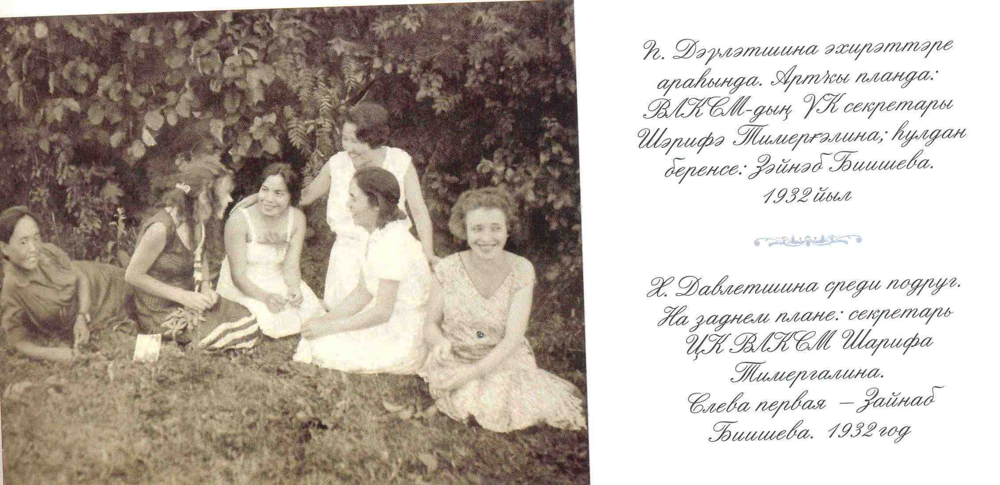 Һ. Дәүләтшина әхирәттәре
араһында. Артҡы планда:
ВЛКСМ-дың ҮК секретары
Шәрифә Тимерғәлина; һулдан
беренсе: Зәйнәб Биишева.
1932 йыл
Х. Давлетшина среди подруг.
На заднем плане: секретарь
ЦК ВЛКСМ Шарифа
Тимергалина.
Слева первая – Зайнаб
Биишева. 1932 год